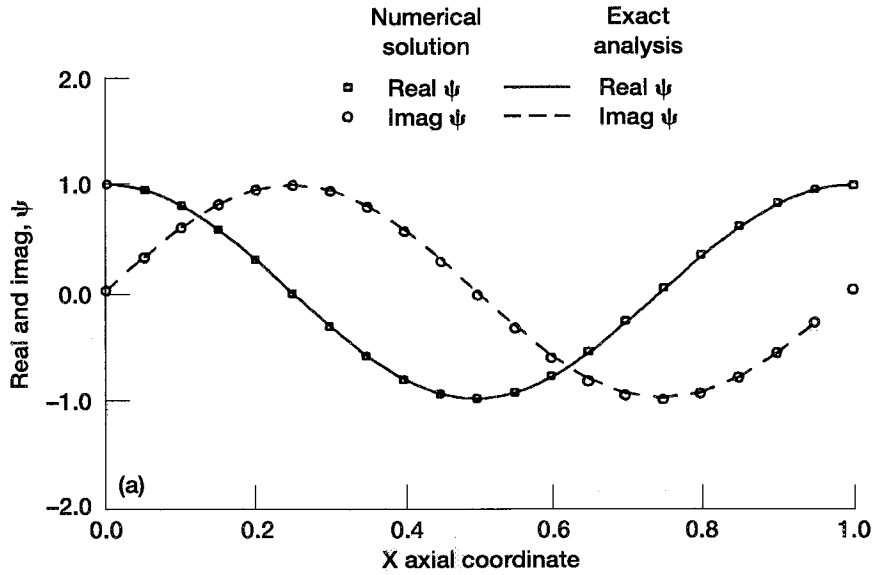 Numerical solution
Exact analysis
Real ψ
Real ψ
Imag ψ
Imag ψ
2.0
1.0
0.0
−1.0
−2.0
Real and imag, ψ
(a)
0.0 0.2 0.4 0.6 0.8 1.0
X axial coordinate